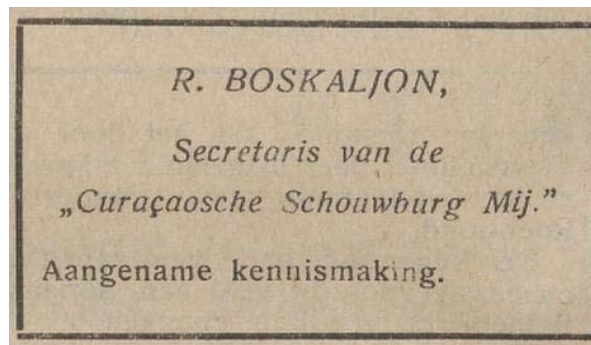 R. BOSKALJON,
Secretaris van de
„Curaçaosche Schouwburg Mij.”
Aangename kennismaking.